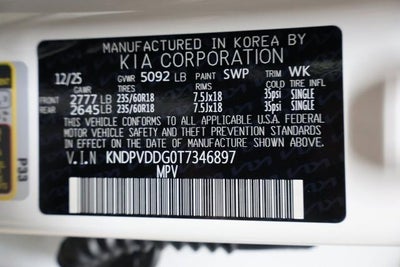 MANUFACTURED IN KOREA BY
KIA CORPORATION
12/25 GVWR 5092 LB PAINT SWP TRIM WK
GAWR TIRE RIMS COLD TIRE INF.
FRONT 2777 LB 235/60R18 7.5Jx18 35psi SINGLE
REAR 2645 LB 235/60R18 7.5Jx18 35psi SINGLE
THIS VEHICLE CONFORMS TO ALL APPLICABLE U.S.A. FEDERAL
MOTOR VEHICLE SAFETY AND THEFT PREVENTION STANDARDS
IN EFFECT ON THE DATE OF MANUFACTURE SHOWN ABOVE.
V.I.N KNDPVDDG0T7346897
MPV
P33